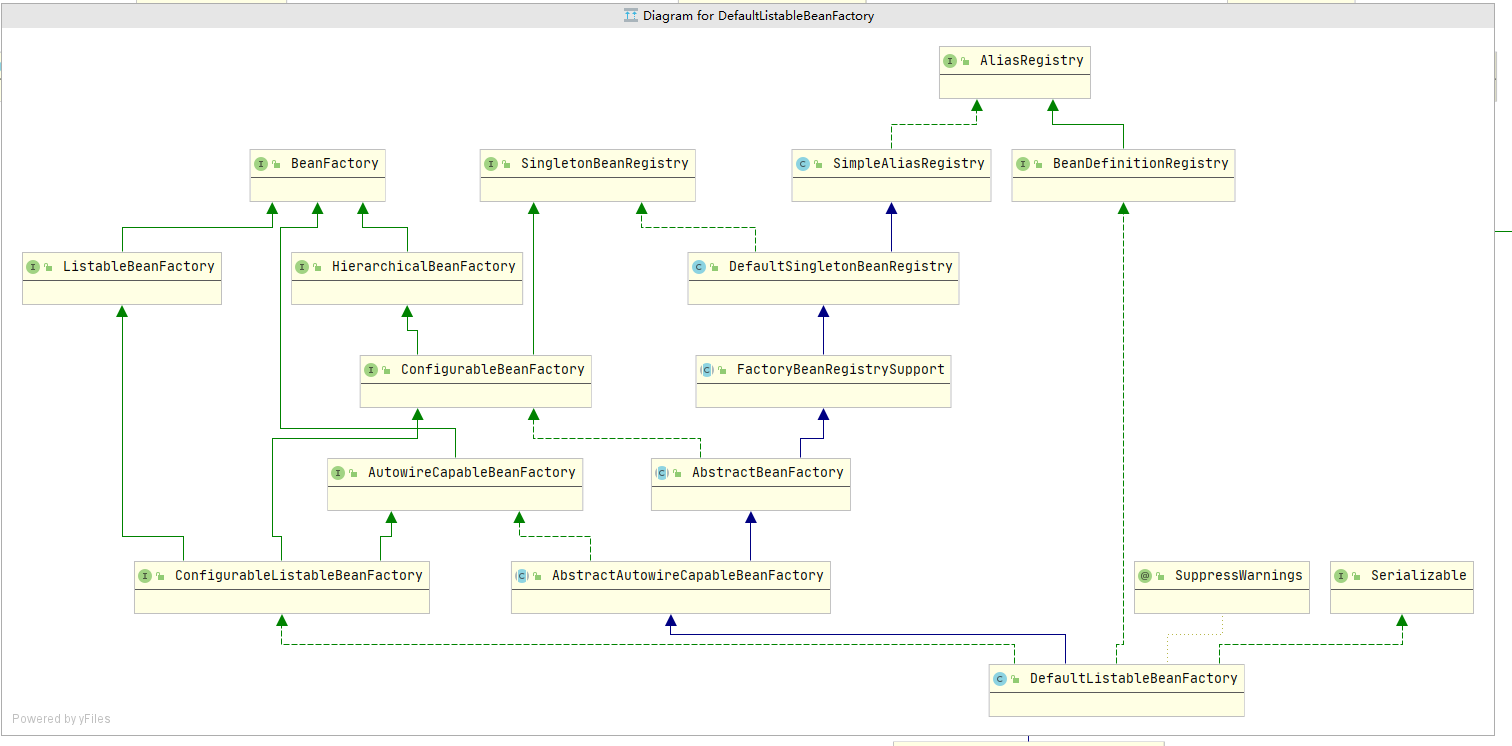 Diagram for DefaultListableBeanFactory
I AliasRegistry
I BeanFactory
I SingletonBeanRegistry
C SimpleAliasRegistry
I BeanDefinitionRegistry
I ListableBeanFactory
I HierarchicalBeanFactory
C DefaultSingletonBeanRegistry
I ConfigurableBeanFactory
C FactoryBeanRegistrySupport
I AutowireCapableBeanFactory
C AbstractBeanFactory
I ConfigurableListableBeanFactory
C AbstractAutowireCapableBeanFactory
@ SuppressWarnings
I Serializable
C DefaultListableBeanFactory
Powered by yFiles